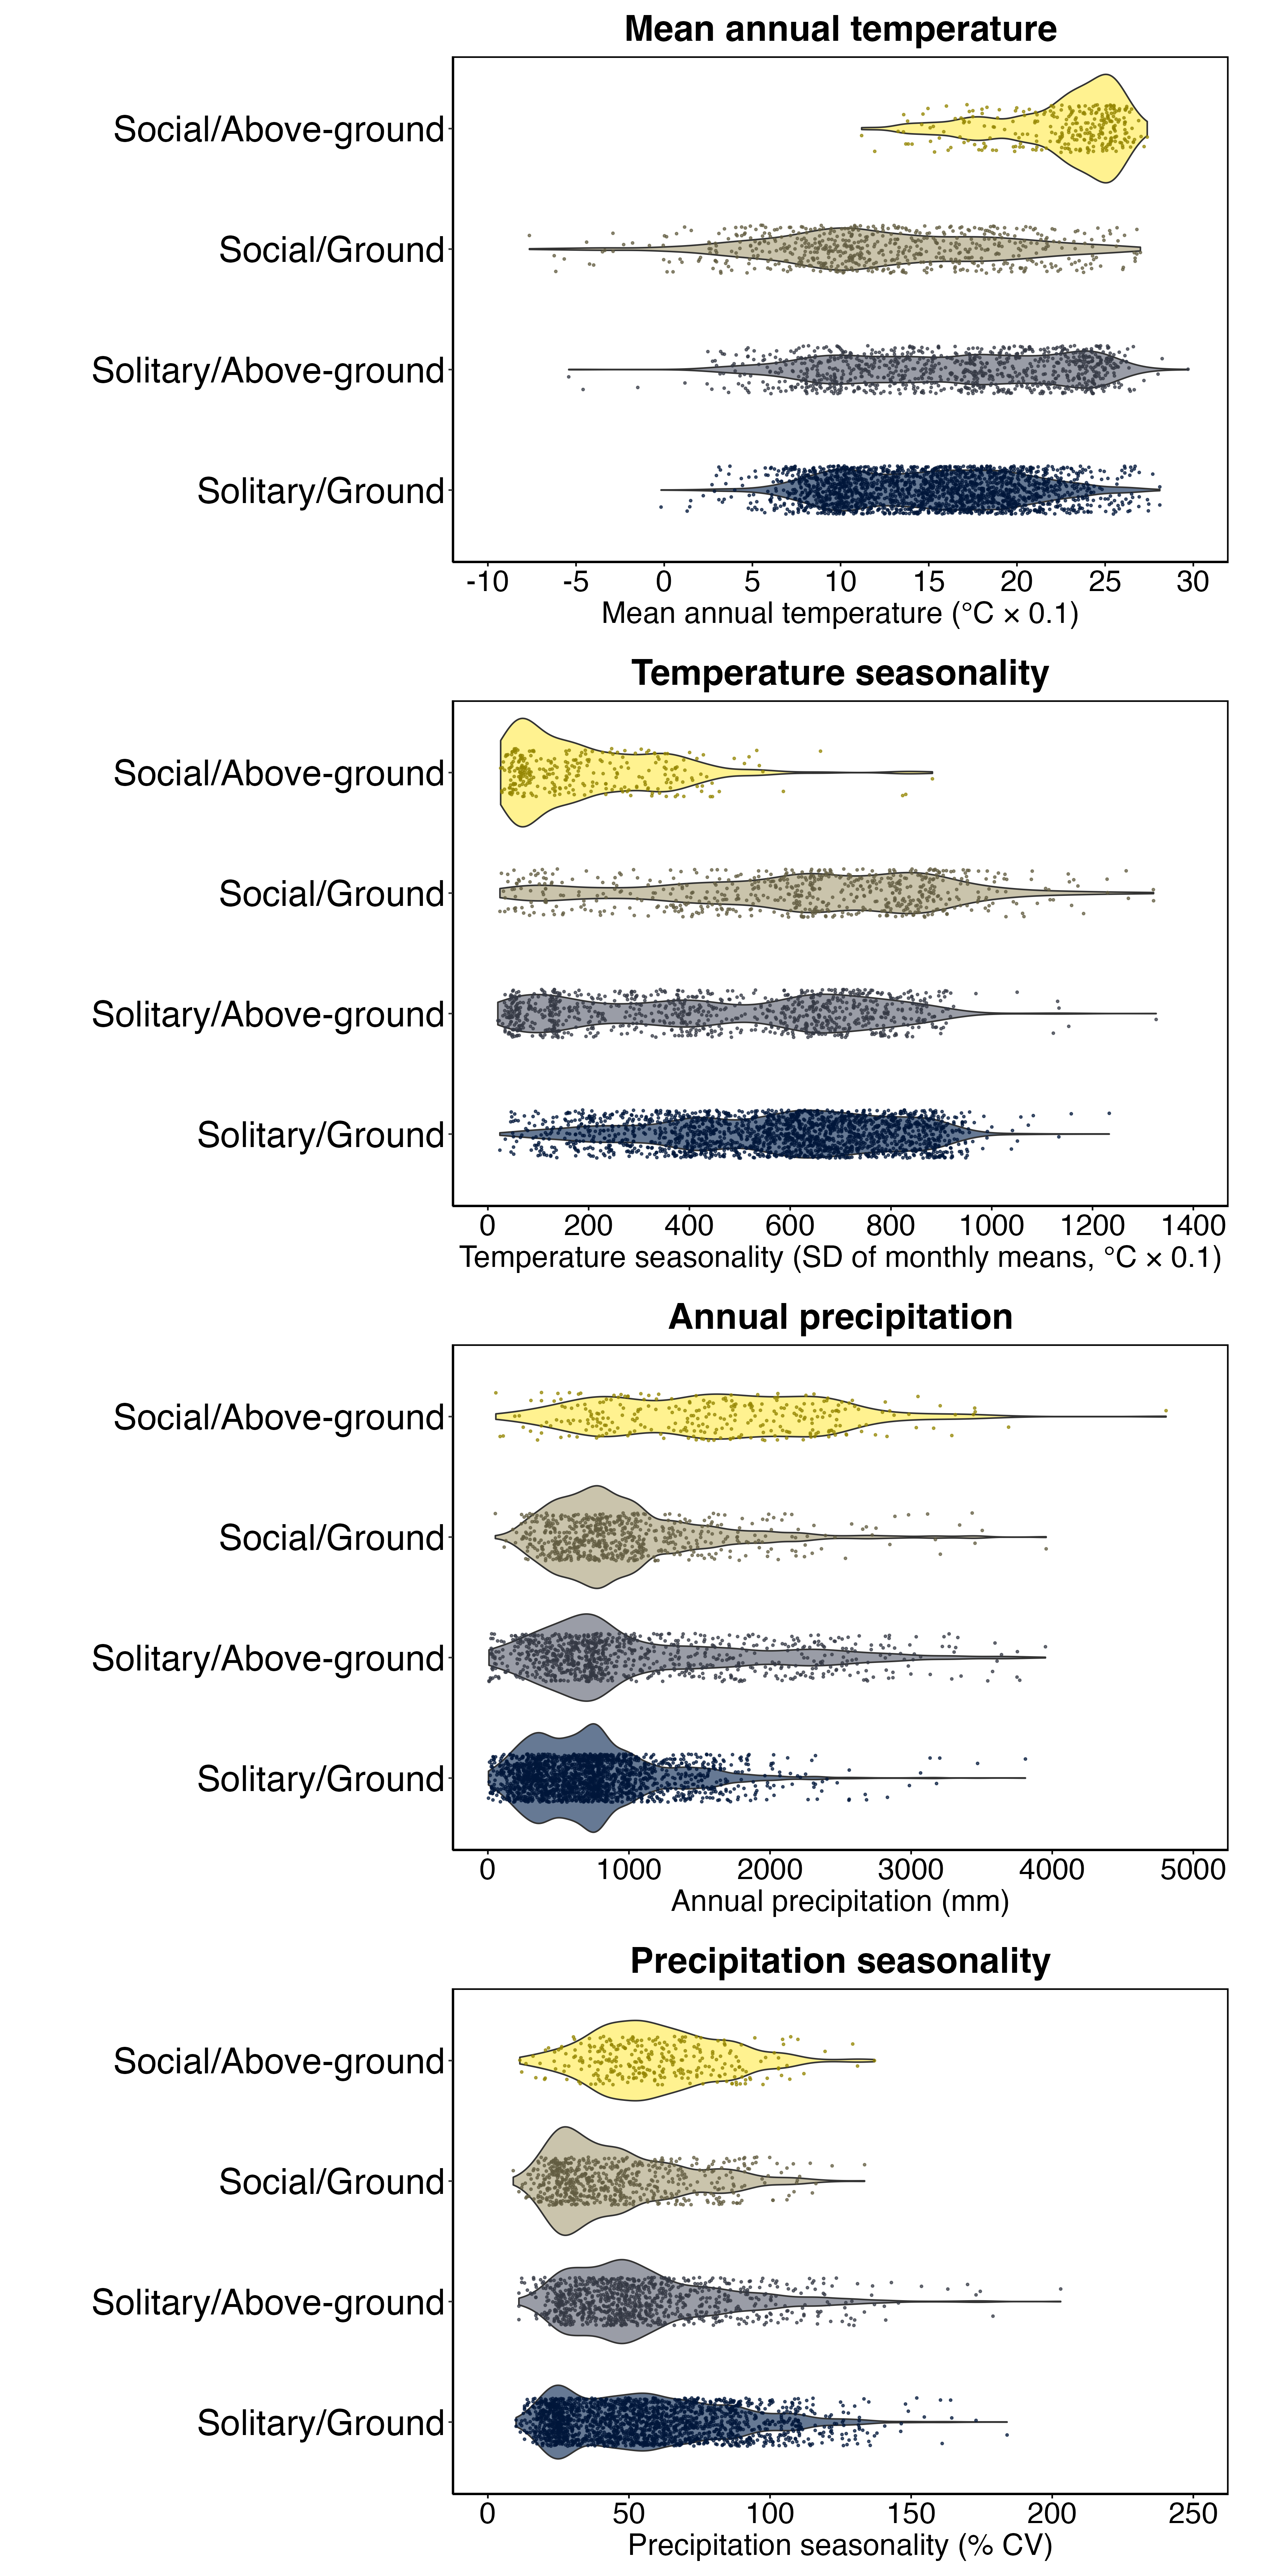 Mean annual temperature
Social/Above-ground
Social/Ground
Solitary/Above-ground
Solitary/Ground
-10 -5 0 5 10 15 20 25 30
Mean annual temperature (°C × 0.1)
Temperature seasonality
Social/Above-ground
Social/Ground
Solitary/Above-ground
Solitary/Ground
0 200 400 600 800 1000 1200 1400
Temperature seasonality (SD of monthly means, °C × 0.1)
Annual precipitation
Social/Above-ground
Social/Ground
Solitary/Above-ground
Solitary/Ground
0 1000 2000 3000 4000 5000
Annual precipitation (mm)
Precipitation seasonality
Social/Above-ground
Social/Ground
Solitary/Above-ground
Solitary/Ground
0 50 100 150 200 250
Precipitation seasonality (% CV)